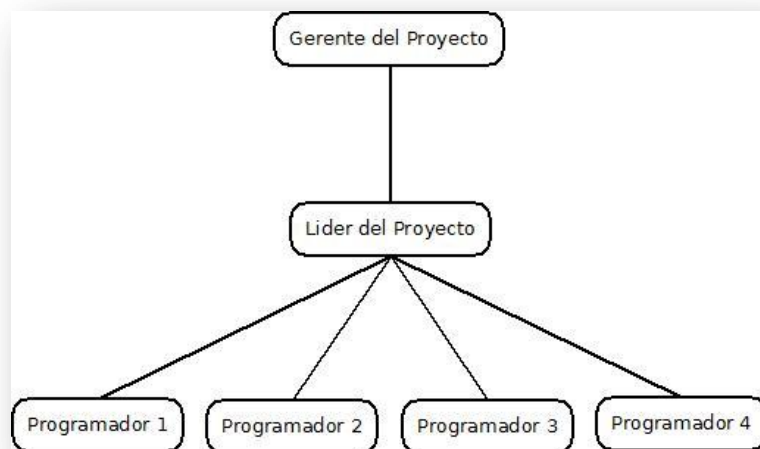 Gerente del Proyecto
Lider del Proyecto
Programador 1
Programador 2
Programador 3
Programador 4